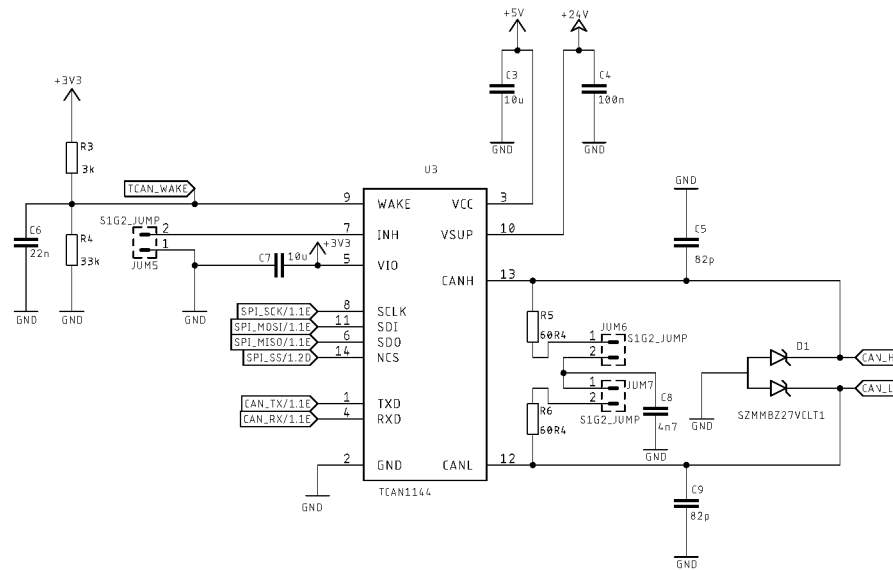 +5V
+24V
C3
10u
C4
100n
GND
GND
+3V3
R3
3k
TCAN_WAKE
U3
9
WAKE
VCC
3
GND
C6
22n
R4
33k
S1G2_JUMP
2
1
JUM5
7
INH
VSUP
10
C5
82p
C7
10u
+3V3
5
VIO
CANH
13
GND
GND
GND
SPI_SCK/1.1E
8
SCLK
SPI_MOSI/1.1E
11
SDI
SPI_MISO/1.1E
6
SDO
SPI_SS/1.2D
14
NCS
R5
60R4
JUM6
1
S1G2_JUMP
2
D1
CAN_H
JUM7
1
2
S1G2_JUMP
C8
4n7
GND
CAN_L
SZMMBZ27VCLT1
CAN_TX/1.1E
1
TXD
CAN_RX/1.1E
4
RXD
R6
60R4
GND
2
GND
CANL
12
GND
TCAN1144
C9
82p
GND